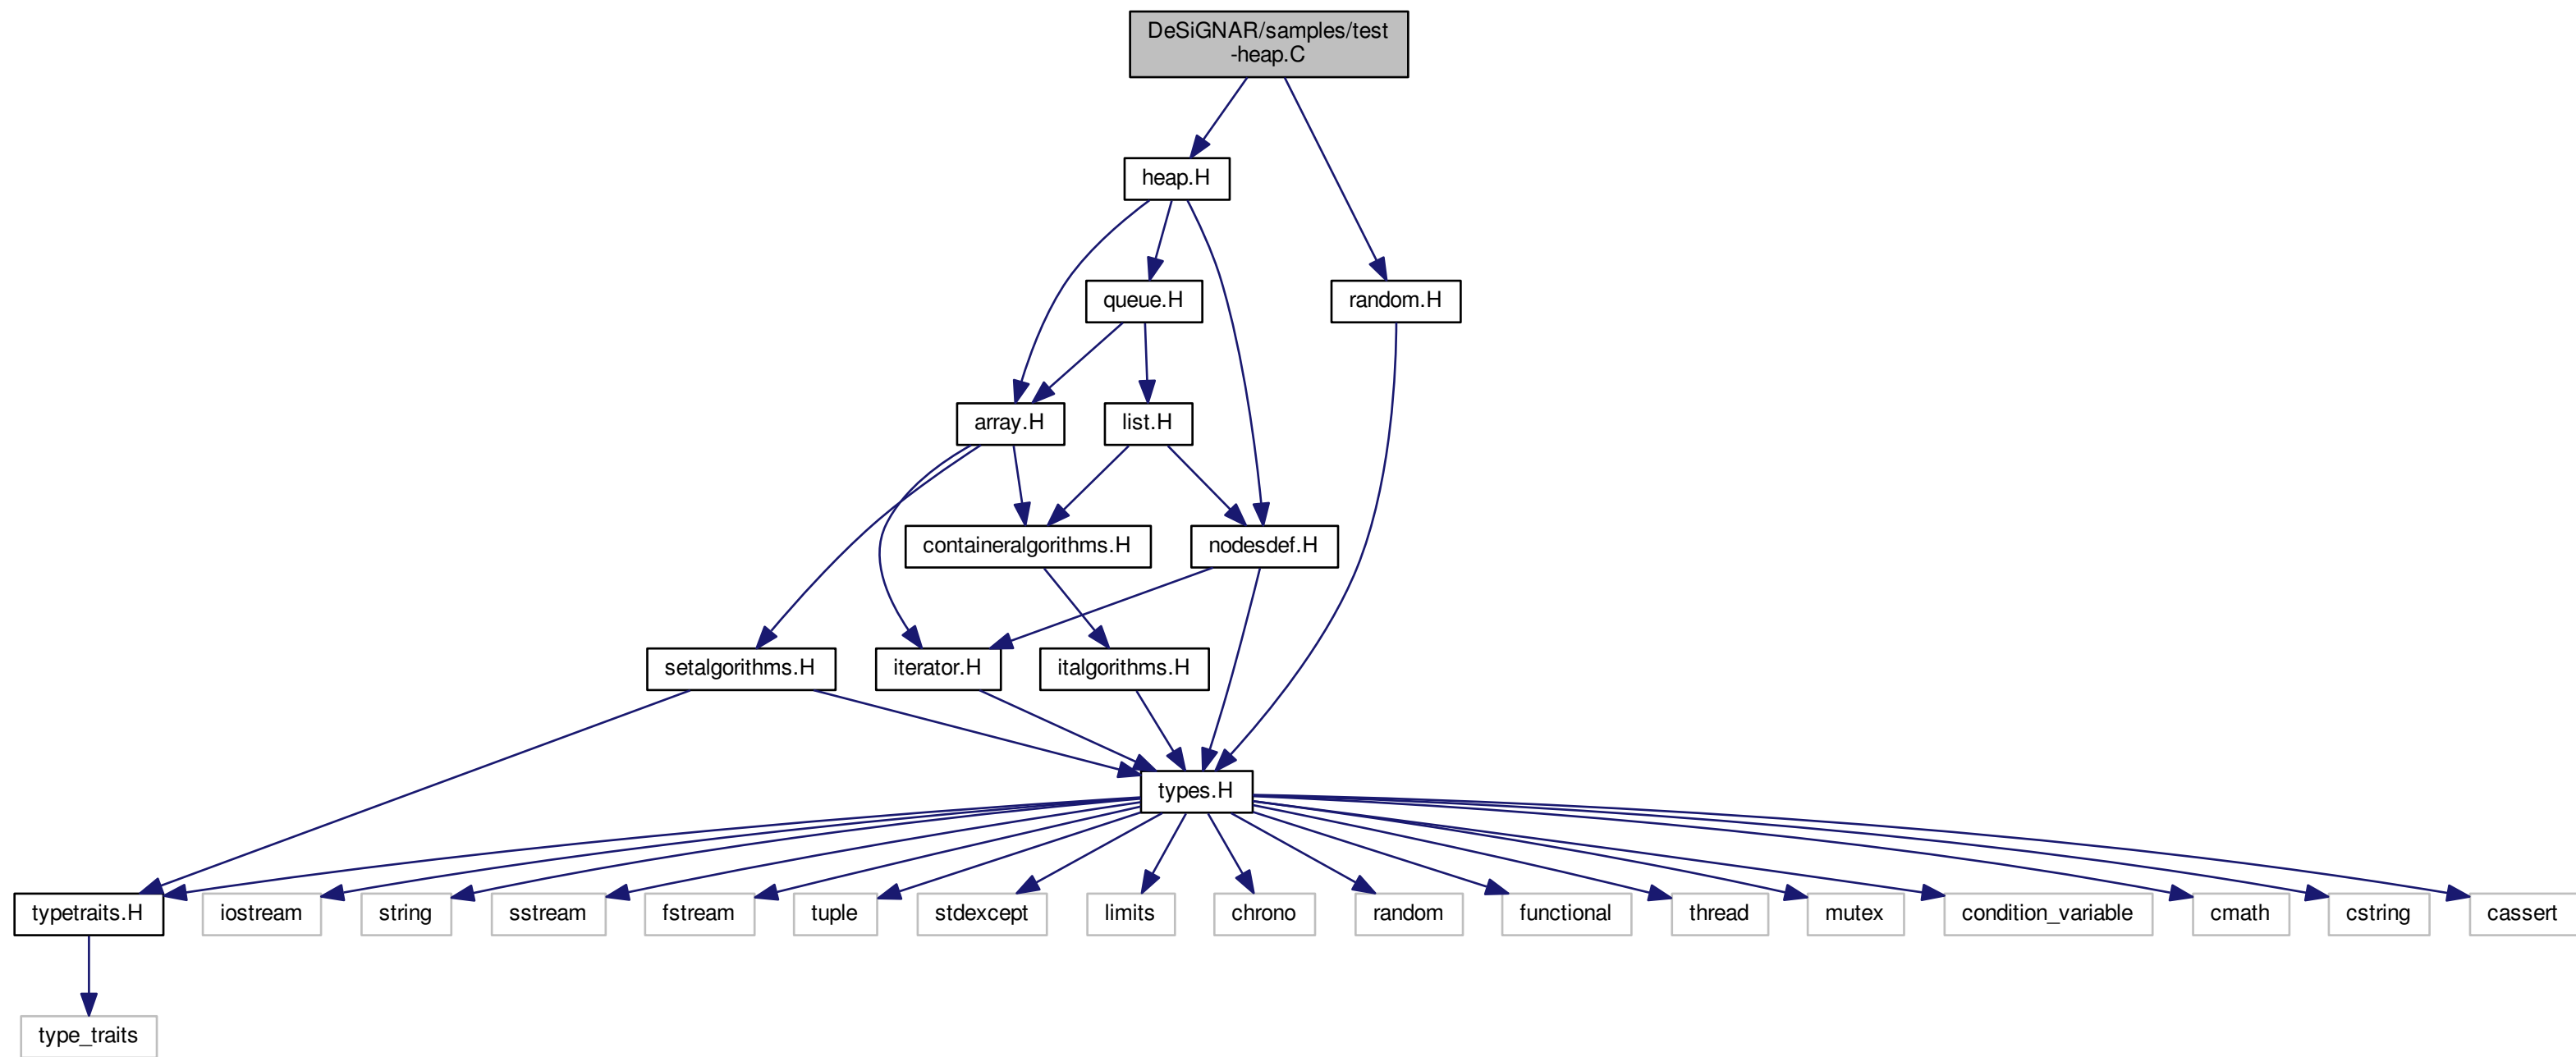 DeSiGNAR/samples/test
-heap.C
heap.H
queue.H
random.H
array.H
list.H
containeralgorithms.H
nodesdef.H
setalgorithms.H
iterator.H
italgorithms.H
types.H
typetraits.H
iostream
string
sstream
fstream
tuple
stdexcept
limits
chrono
random
functional
thread
mutex
condition_variable
cmath
cstring
cassert
type_traits